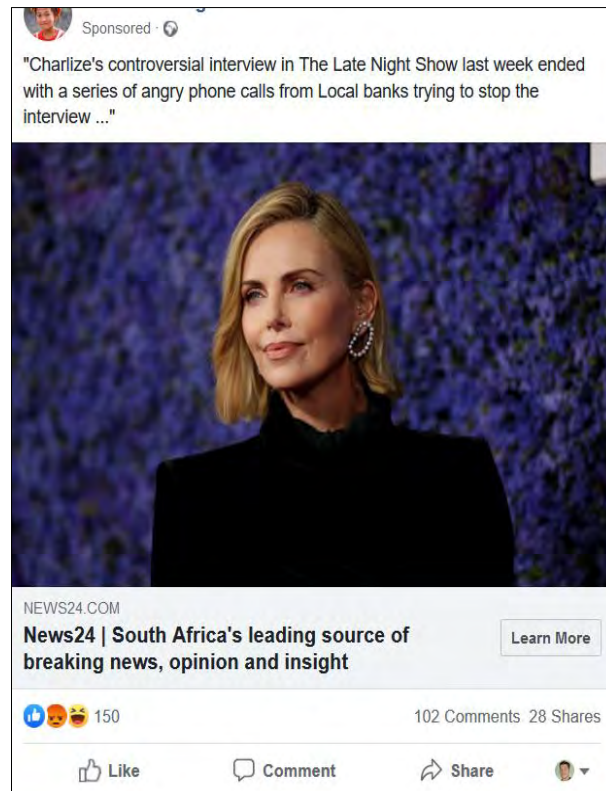 Sponsored ·
"Charlize's controversial interview in The Late Night Show last week ended
with a series of angry phone calls from Local banks trying to stop the
interview ..."
NEWS24.COM
News24 | South Africa's leading source of
breaking news, opinion and insight
Learn More
150
102 Comments 28 Shares
Like
Comment
Share